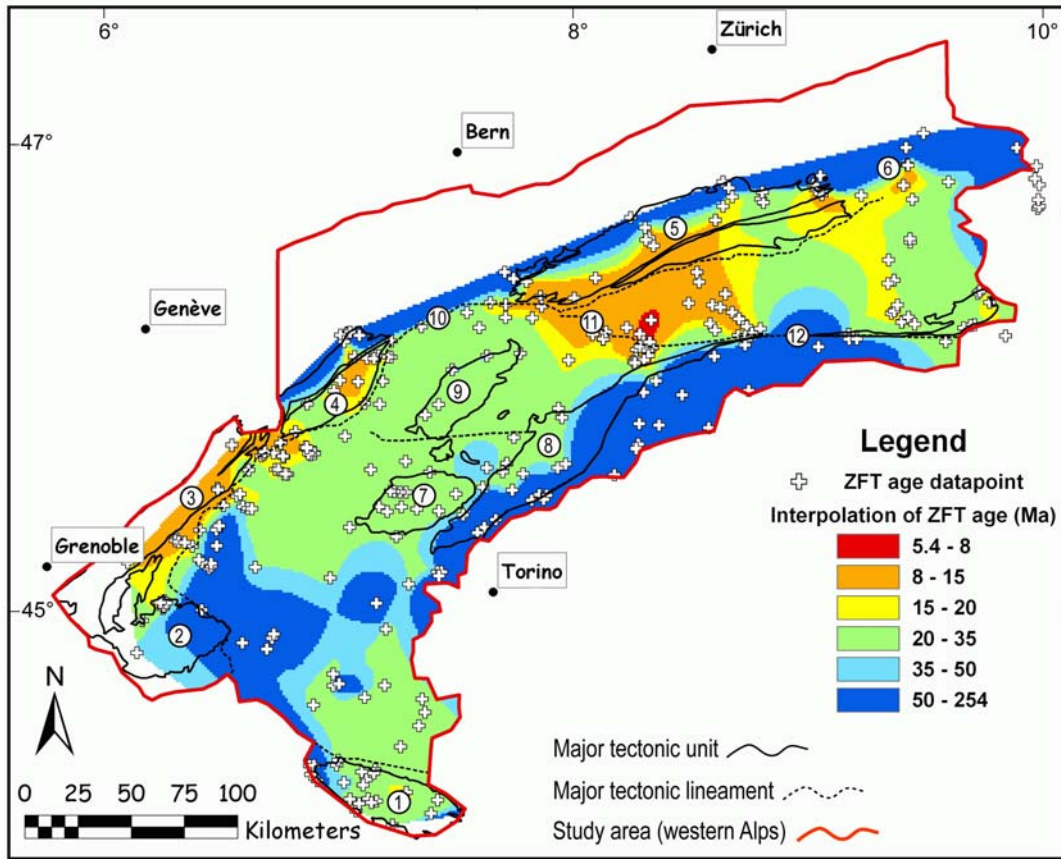 6°
8°
10°
Zürich
47°
Bern
6
5
Genève
10
11
12
4
9
8
3
7
Grenoble
Torino
45°
2
1
N
0 25 50 75 100
Kilometers
Legend
ZFT age datapoint
Interpolation of ZFT age (Ma)
5.4 - 8
8 - 15
15 - 20
20 - 35
35 - 50
50 - 254
Major tectonic unit
Major tectonic lineament
Study area (western Alps)